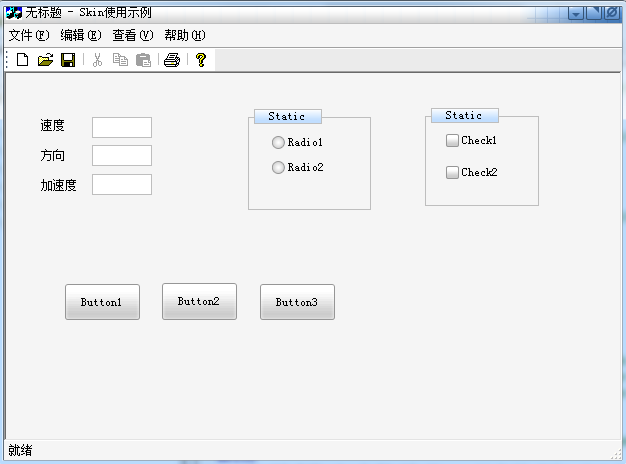 无标题 - Skin使用示例
文件(F) 编辑(E) 查看(V) 帮助(H)
速度
方向
加速度
Static
Radio1
Radio2
Static
Check1
Check2
Button1 Button2 Button3
就绪